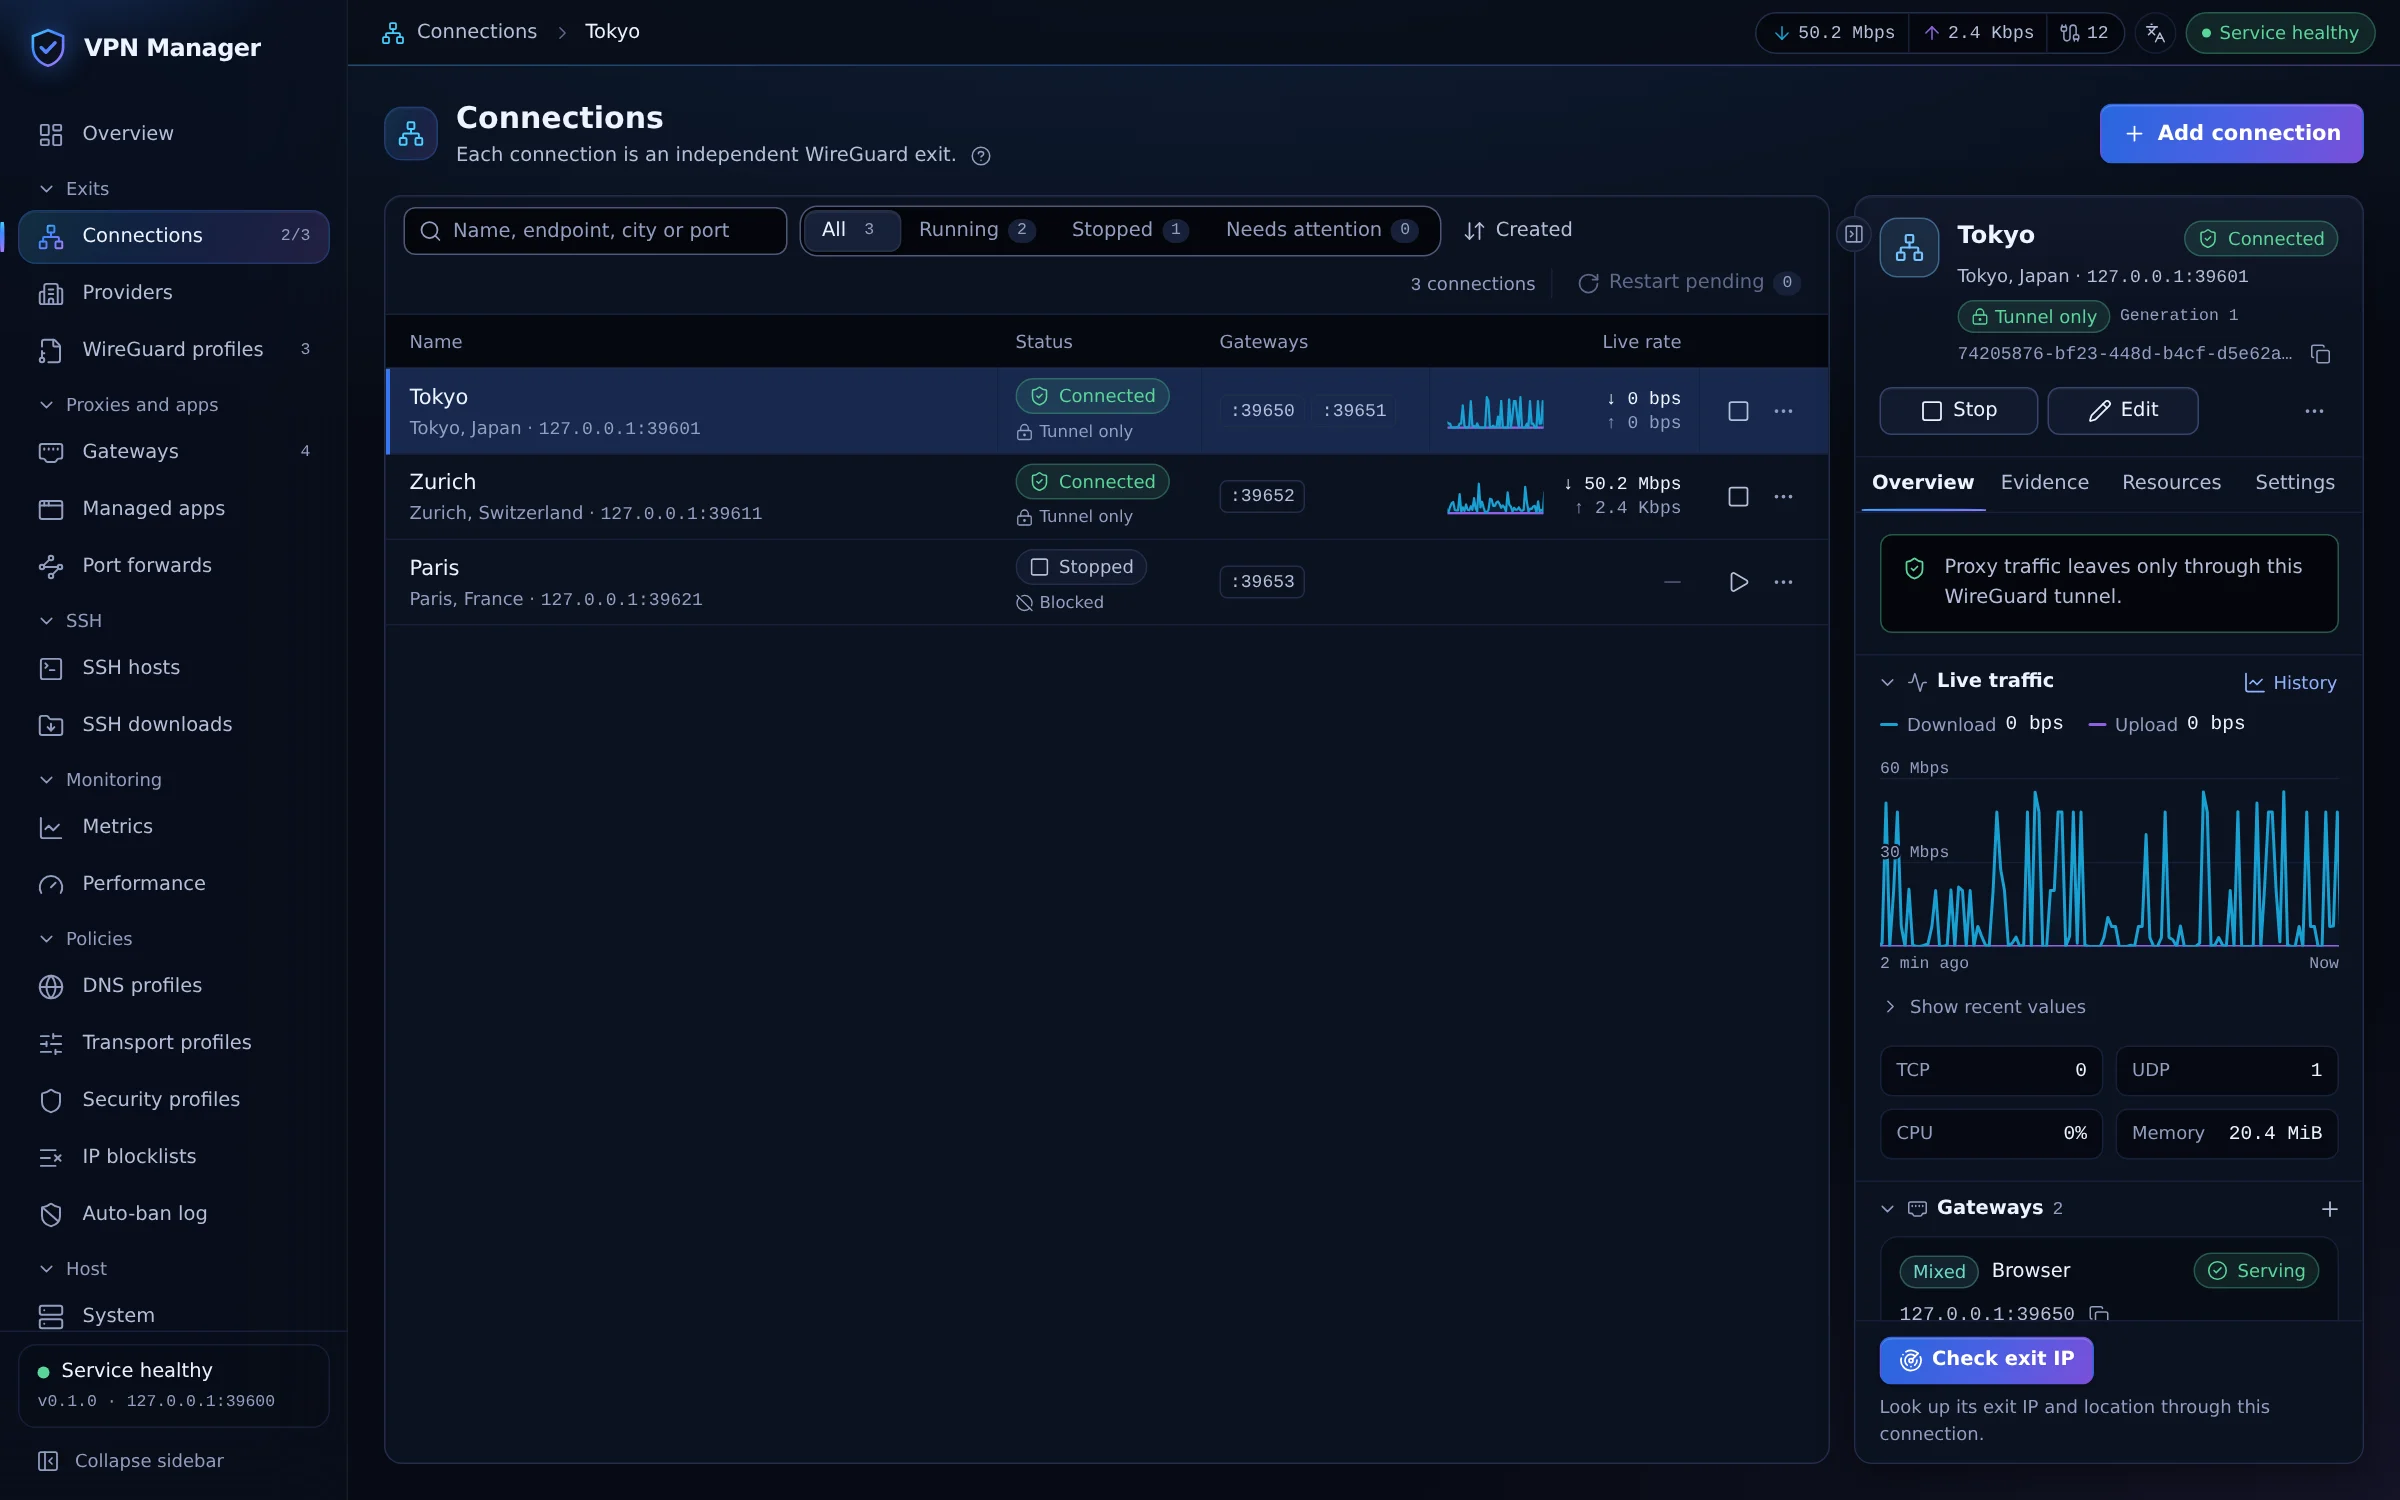 VPN Manager
Overview
Exits
Connections 2/3
Providers
WireGuard profiles 3
Proxies and apps
Gateways 4
Managed apps
Port forwards
SSH
SSH hosts
SSH downloads
Monitoring
Metrics
Performance
Policies
DNS profiles
Transport profiles
Security profiles
IP blocklists
Auto-ban log
Host
System
Service healthy
v0.1.0 · 127.0.0.1:39600
Collapse sidebar
Connections > Tokyo
↓ 50.2 Mbps ↑ 2.4 Kbps 12
Service healthy
Connections
Each connection is an independent WireGuard exit.
Add connection
Name, endpoint, city or port
All 3 Running 2 Stopped 1 Needs attention 0
Created
3 connections
Restart pending 0
Name Status Gateways Live rate
Tokyo
Tokyo, Japan · 127.0.0.1:39601
Connected
Tunnel only
:39650 :39651
↓ 0 bps
↑ 0 bps
Zurich
Zurich, Switzerland · 127.0.0.1:39611
Connected
Tunnel only
:39652
↓ 50.2 Mbps
↑ 2.4 Kbps
Paris
Paris, France · 127.0.0.1:39621
Stopped
Blocked
:39653
—
Tokyo
Connected
Tokyo, Japan · 127.0.0.1:39601
Tunnel only Generation 1
74205876-bf23-448d-b4cf-d5e62a…
Stop Edit
Overview Evidence Resources Settings
Proxy traffic leaves only through this
WireGuard tunnel.
Live traffic History
Download 0 bps Upload 0 bps
60 Mbps
30 Mbps
2 min ago Now
Show recent values
TCP 0 UDP 1
CPU 0% Memory 20.4 MiB
Gateways 2
Mixed Browser Serving
127.0.0.1:39650
Check exit IP
Look up its exit IP and location through this
connection.